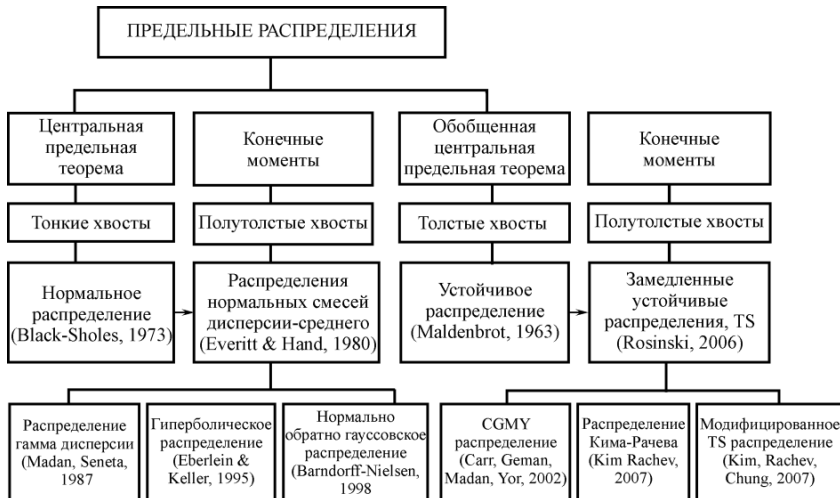 ПРЕДЕЛЬНЫЕ РАСПРЕДЕЛЕНИЯ
Центральная
предельная
теорема
Конечные
моменты
Обобщенная
центральная
предельная теорема
Конечные
моменты
Тонкие хвосты
Полутолстые хвосты
Толстые хвосты
Полутолстые хвосты
Нормальное
распределение
(Black-Sholes, 1973)
Распределения
нормальных смесей
дисперсии-среднего
(Everitt & Hand, 1980)
Устойчивое
распределение
(Maldenbrot, 1963)
Замедленные
устойчивые
распределения, TS
(Rosinski, 2006)
Распределение
гамма дисперсии
(Madan, Seneta,
1987
Гиперболическое
распределение
(Eberlein &
Keller, 1995)
Нормально
обратно гауссовское
распределение
(Barndorff-Nielsen,
1998
CGMY
распределение
(Carr, Geman,
Madan, Yor, 2002)
Распределение
Кима-Рачева
(Kim Rachev,
2007)
Модифицированное
TS распределение
(Kim, Rachev,
Chung, 2007)